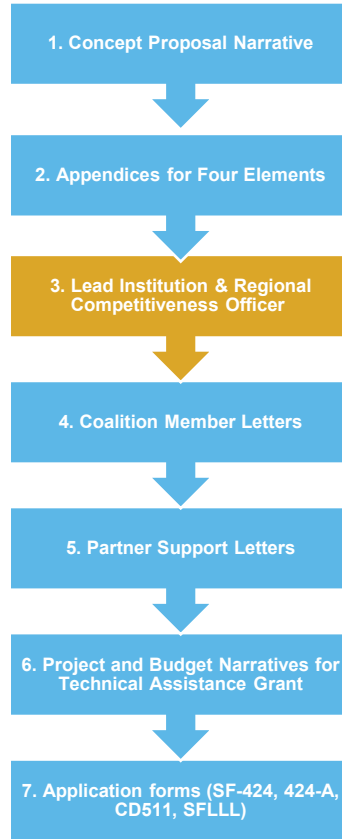 1. Concept Proposal Narrative
2. Appendices for Four Elements
3. Lead Institution & Regional
Competitiveness Officer
4. Coalition Member Letters
5. Partner Support Letters
6. Project and Budget Narratives for
Technical Assistance Grant
7. Application forms (SF-424, 424-A,
CD511, SFLLL)